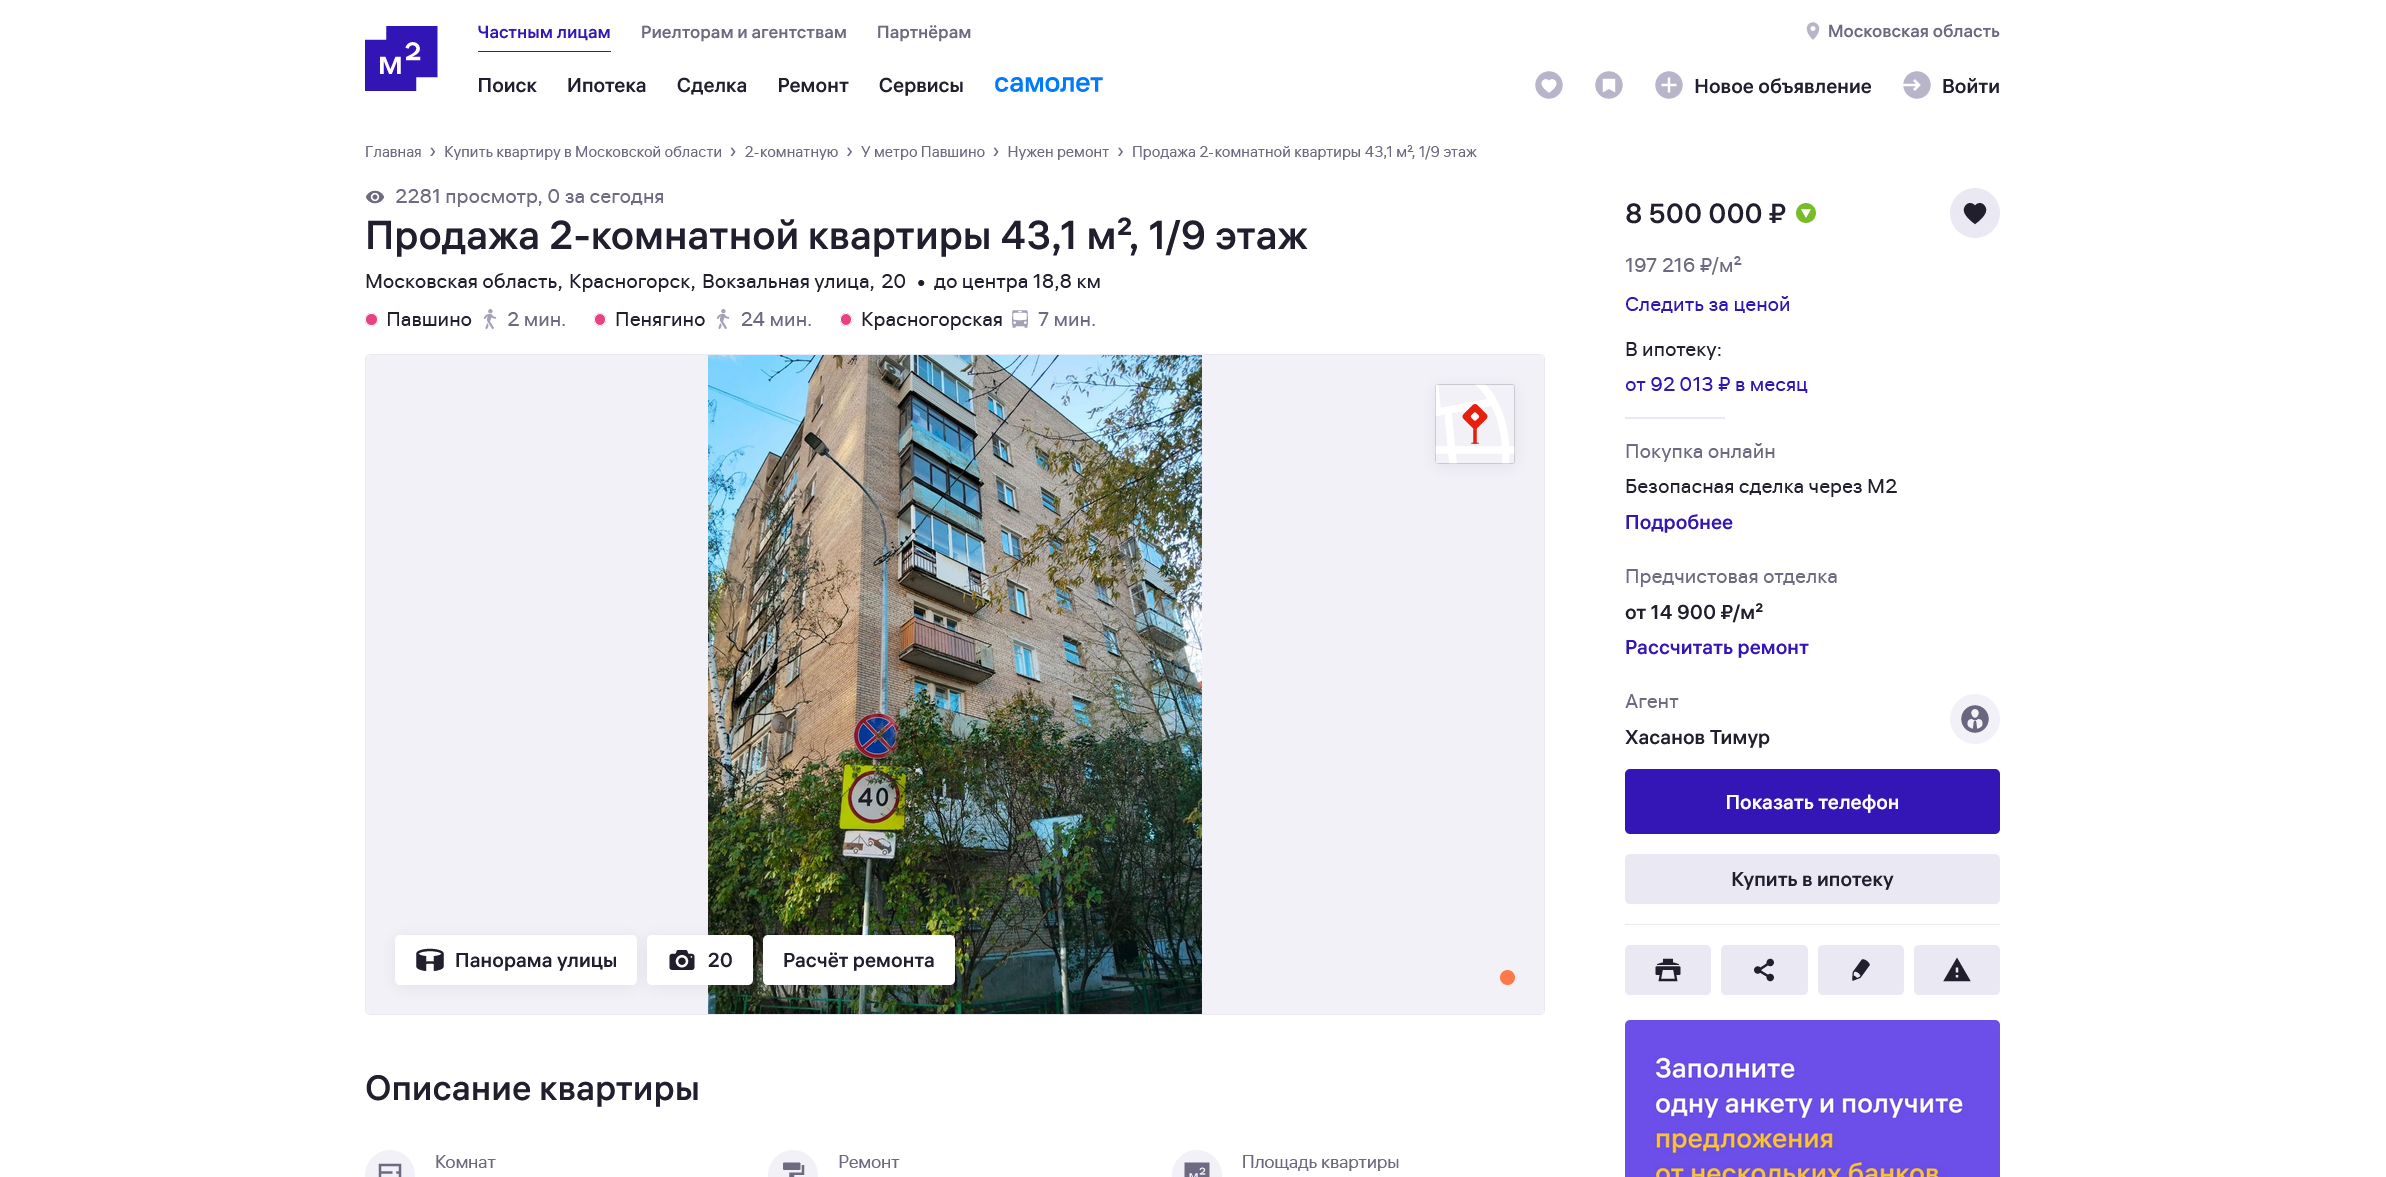 м²
Частным лицам
Риелторам и агентствам
Партнёрам
Московская область
Поиск
Ипотека
Сделка
Ремонт
Сервисы
самолет
Новое объявление
Войти
Главная › Купить квартиру в Московской области › 2-комнатную › У метро Павшино › Нужен ремонт › Продажа 2-комнатной квартиры 43,1 м², 1/9 этаж
2281 просмотр, 0 за сегодня
Продажа 2-комнатной квартиры 43,1 м², 1/9 этаж
Московская область, Красногорск, Вокзальная улица, 20 • до центра 18,8 км
Павшино 2 мин.
Пенягино 24 мин.
Красногорская 7 мин.
40
Панорама улицы
20
Расчёт ремонта
8 500 000 ₽
197 216 ₽/м²
Следить за ценой
В ипотеку:
от 92 013 ₽ в месяц
Покупка онлайн
Безопасная сделка через М2
Подробнее
Предчистовая отделка
от 14 900 ₽/м²
Рассчитать ремонт
Агент
Хасанов Тимур
Показать телефон
Купить в ипотеку
Заполните
одну анкету и получите
предложения
от нескольких банков
Описание квартиры
Комнат
Ремонт
м²
Площадь квартиры